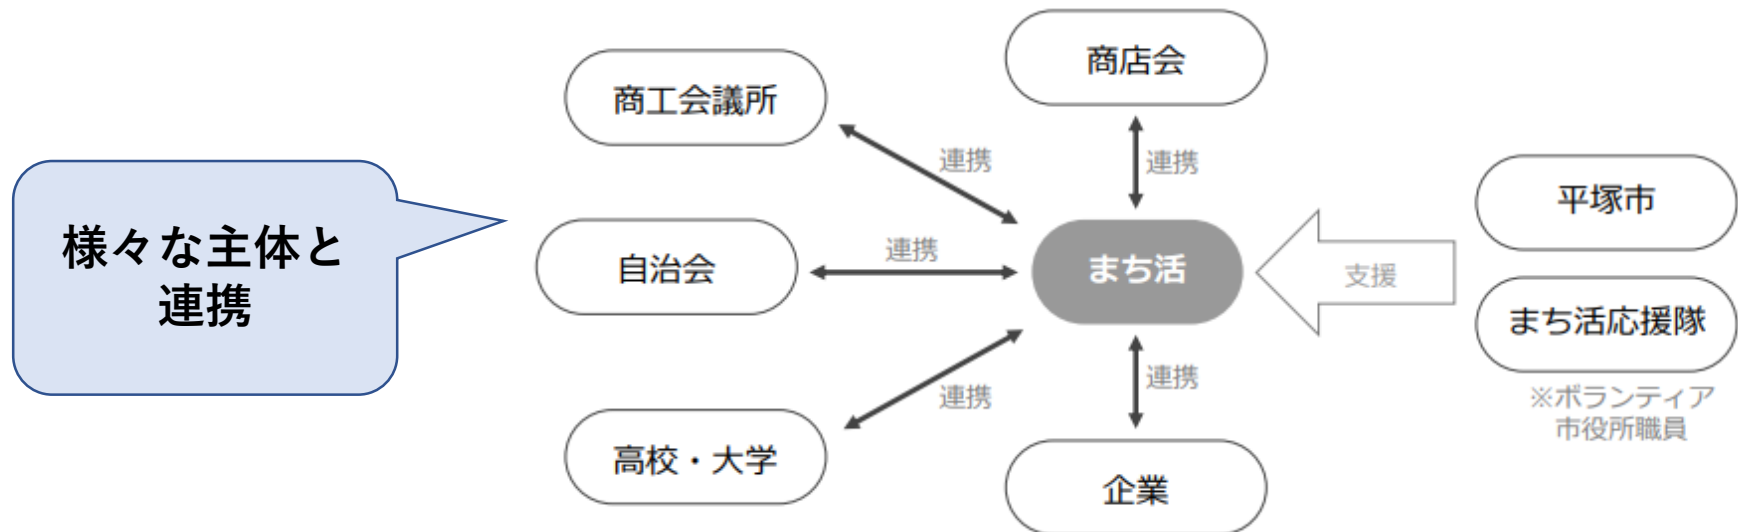 商店会
商工会議所
連携
連携
様々な主体と
連携
平塚市
自治会
連携
まち活
支援
まち活応援隊
※ボランティア
市役所職員
連携
連携
高校・大学
企業